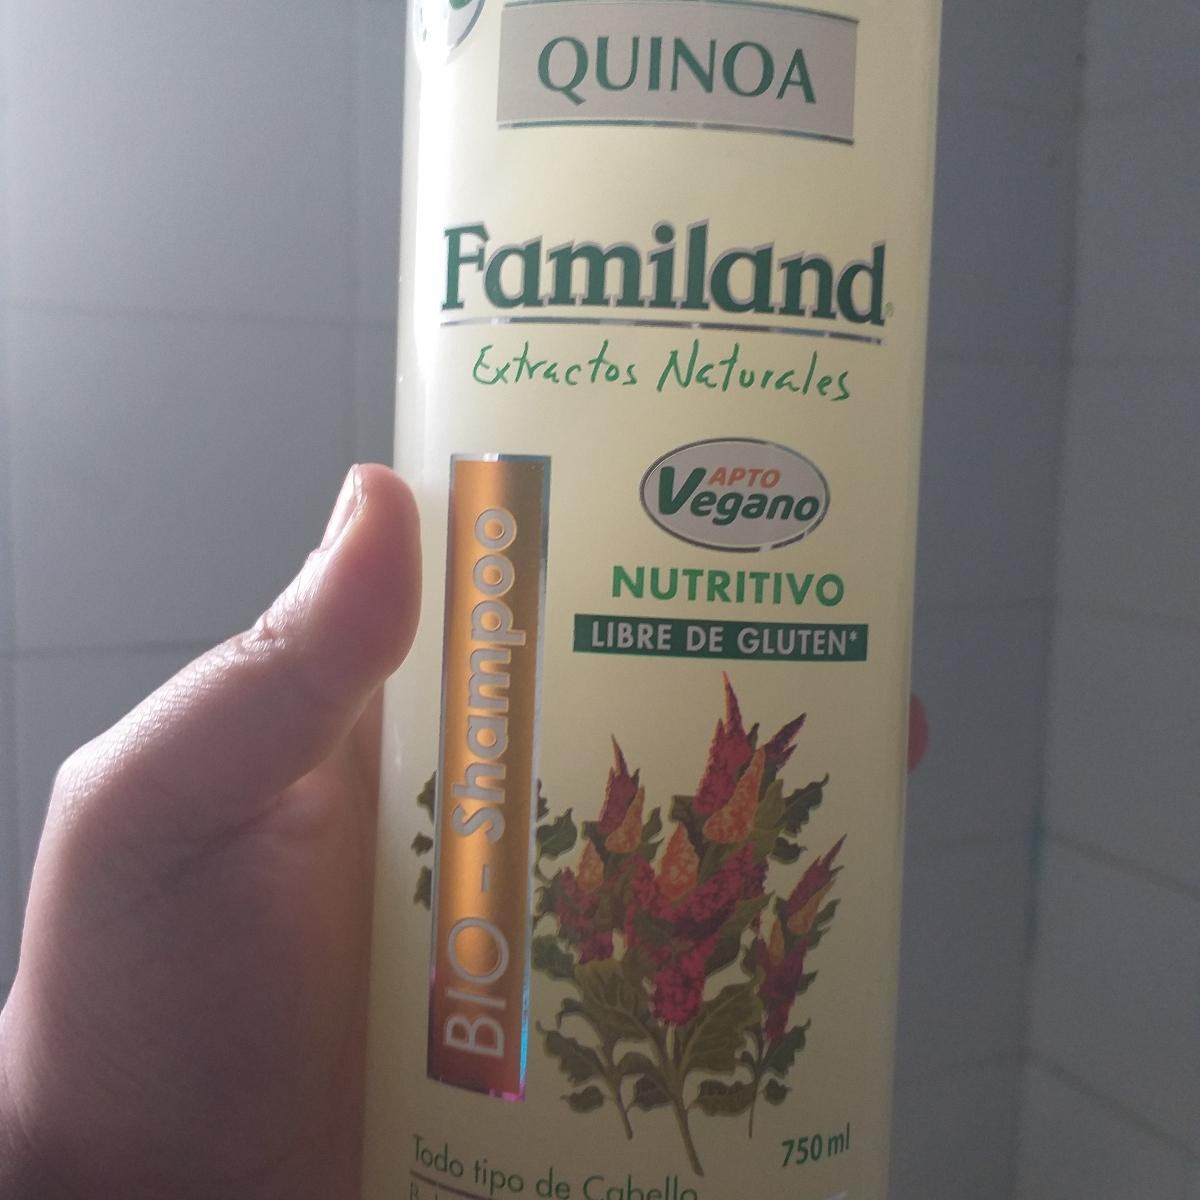 QUINOA
Familand®
Extractos Naturales
APTO
Vegano
NUTRITIVO
LIBRE DE GLUTEN*
BIO - Shampoo
750 ml
Todo tipo de Cabello